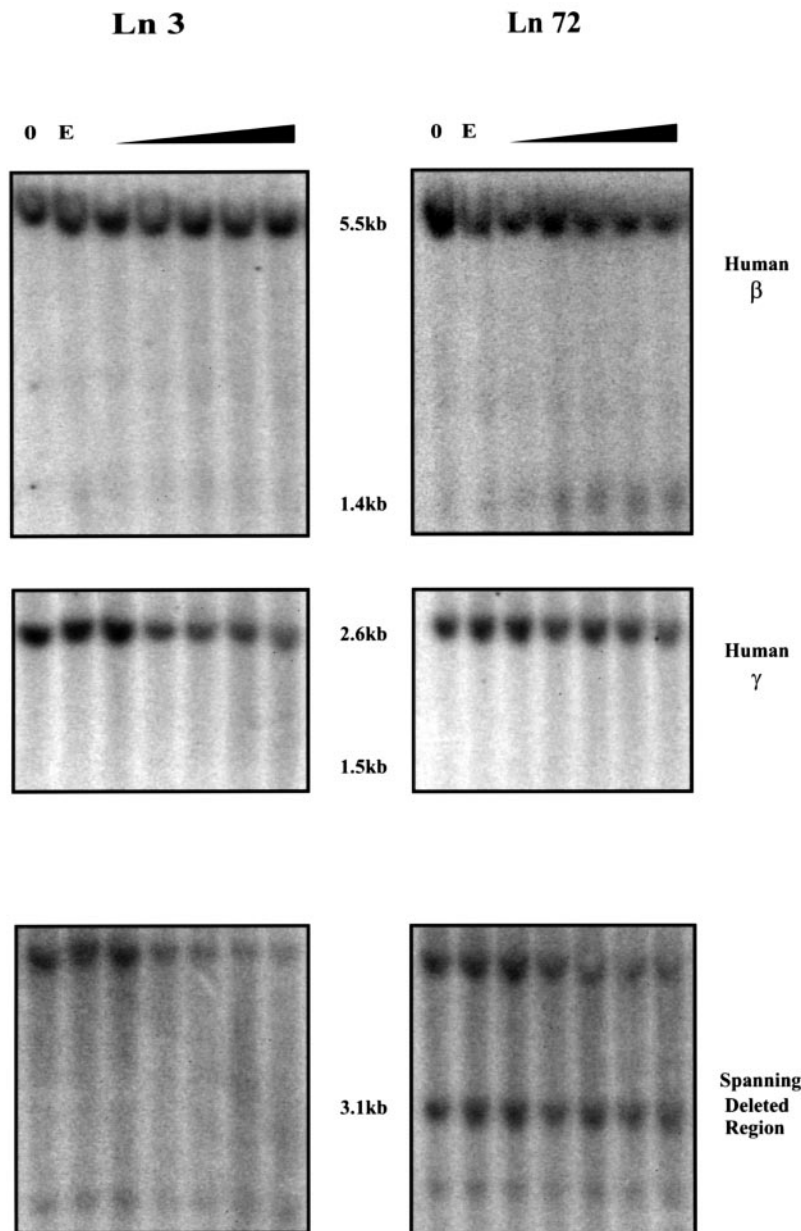 Ln 3
Ln 72
0 E
0 E
5.5kb
Human
β
1.4kb
2.6kb
Human
γ
1.5kb
3.1kb
Spanning
Deleted
Region